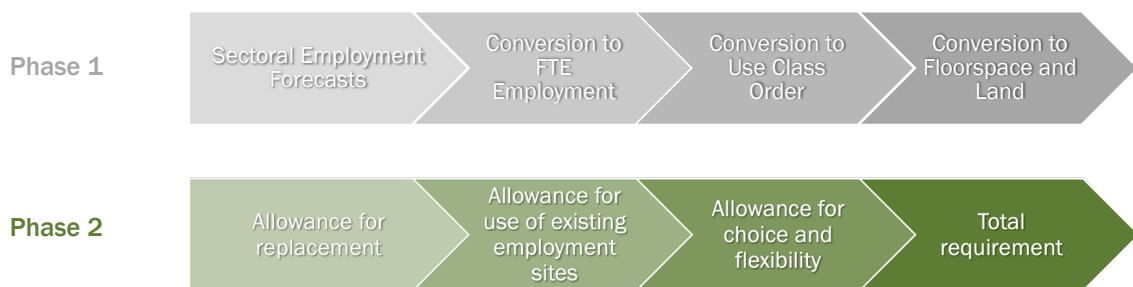 Phase 1
Sectoral Employment
Forecasts
Conversion to
FTE
Employment
Conversion to
Use Class
Order
Conversion to
Floorspace and
Land
Phase 2
Allowance for
replacement
Allowance for
use of existing
employment
sites
Allowance for
choice and
flexibility
Total
requirement